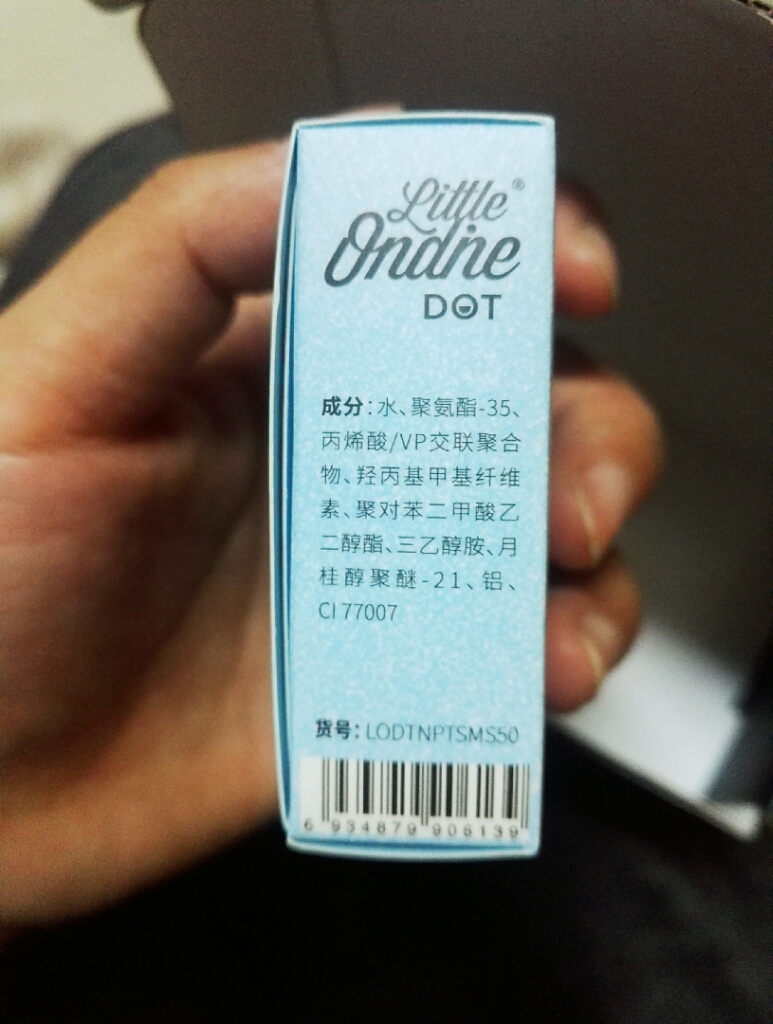 Little®
Ondine
DOT
成分：水、聚氨酯-35、
丙烯酸/VP交联聚合
物、羟丙基甲基纤维
素、聚对苯二甲酸乙
二醇酯、三乙醇胺、月
桂醇聚醚-21、铝、
CI 77007
货号：LODTNPTSMS50
6 934879 906139